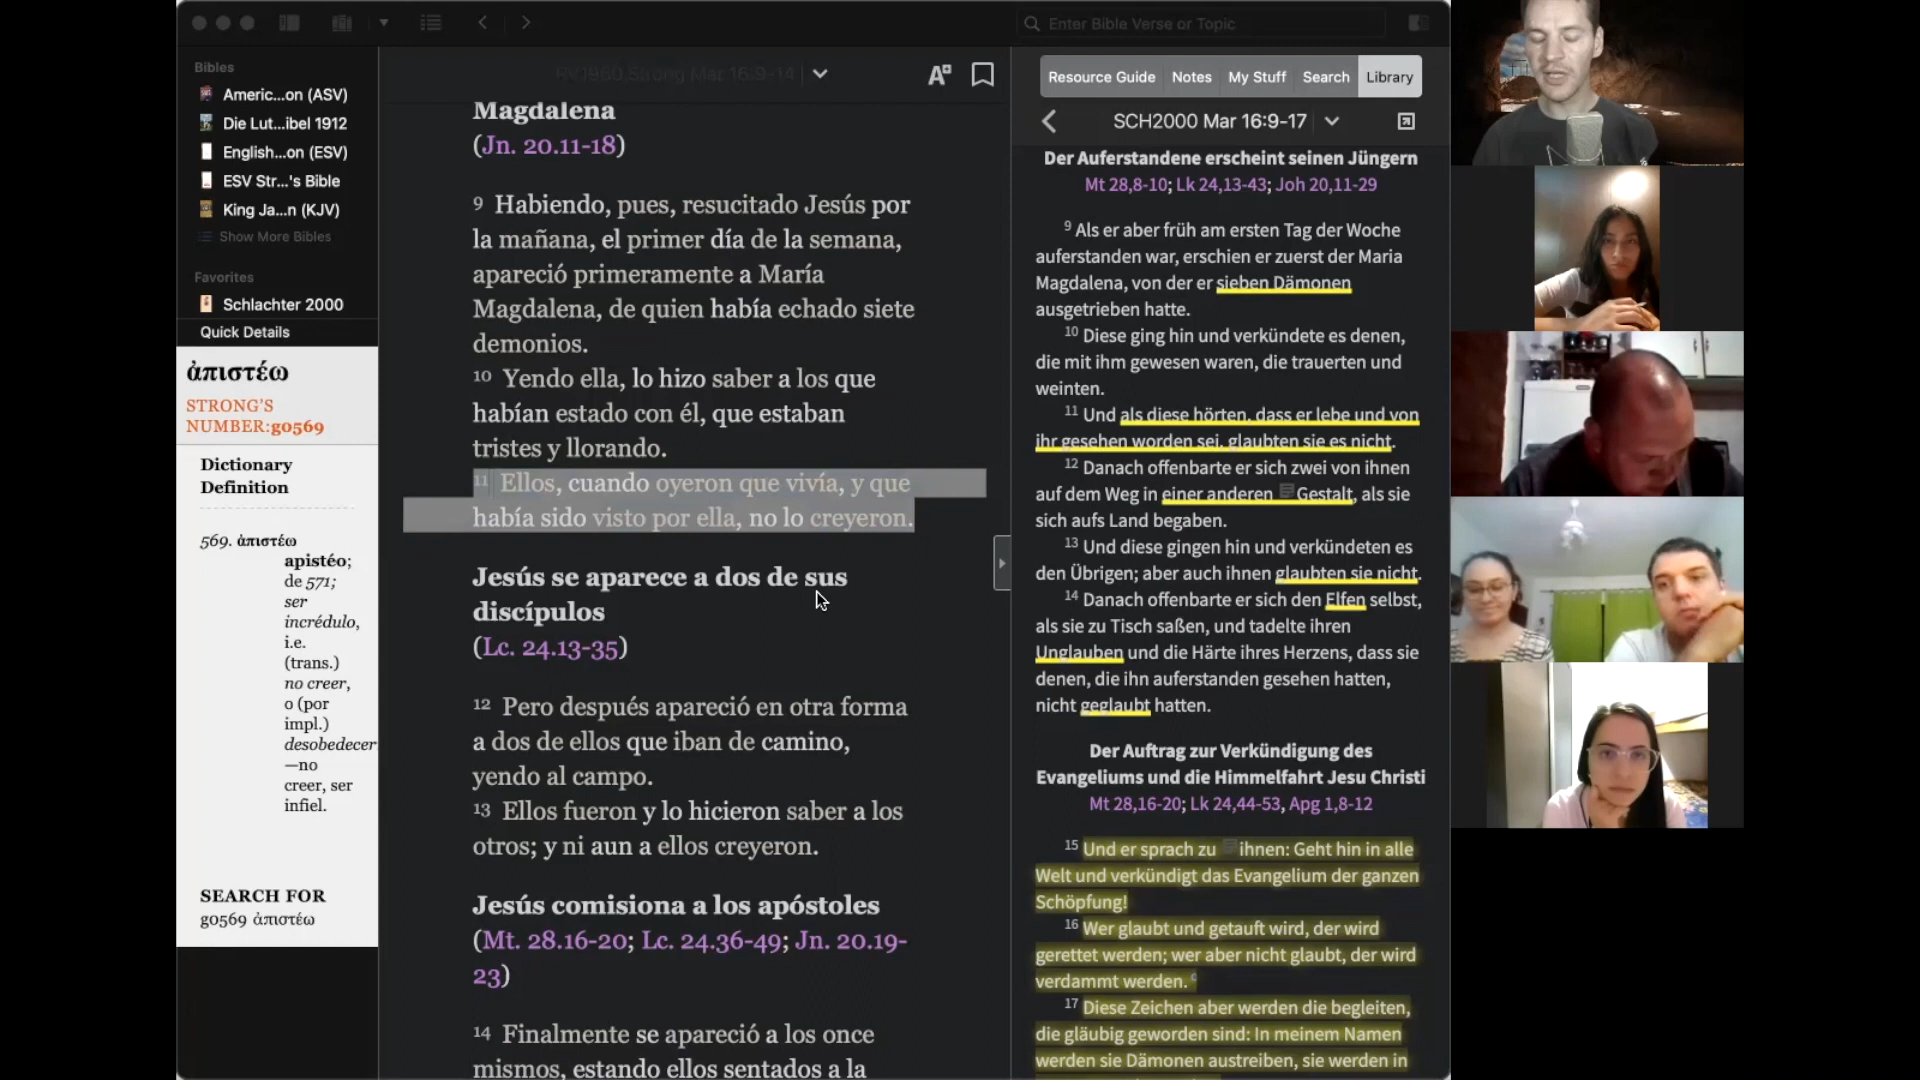 Enter Bible Verse or Topic
Bibles
Americ...on (ASV)
Die Lut...ibel 1912
English...on (ESV)
ESV Str...'s Bible
King Ja...n (KJV)
Show More Bibles
Favorites
Schlachter 2000
Quick Details
ἀπιστέω
STRONG'S
NUMBER:g0569
Dictionary
Definition
569. ἀπιστέω
apistéo;
de 571;
ser
incrédulo,
i.e.
(trans.)
no creer,
o (por
impl.)
desobedecer
—no
creer, ser
infiel.
SEARCH FOR
g0569 ἀπιστέω
RV1960 Strong Mar 16:9-14
Magdalena
(Jn. 20.11-18)
9 Habiendo, pues, resucitado Jesús por
la mañana, el primer día de la semana,
apareció primeramente a María
Magdalena, de quien había echado siete
demonios.
10 Yendo ella, lo hizo saber a los que
habían estado con él, que estaban
tristes y llorando.
11 Ellos, cuando oyeron que vivía, y que
había sido visto por ella, no lo creyeron.
Jesús se aparece a dos de sus
discípulos
(Lc. 24.13-35)
12 Pero después apareció en otra forma
a dos de ellos que iban de camino,
yendo al campo.
13 Ellos fueron y lo hicieron saber a los
otros; y ni aun a ellos creyeron.
Jesús comisiona a los apóstoles
(Mt. 28.16-20; Lc. 24.36-49; Jn. 20.19-
23)
14 Finalmente se apareció a los once
mismos, estando ellos sentados a la
Resource Guide Notes My Stuff Search Library
SCH2000 Mar 16:9-17
Der Auferstandene erscheint seinen Jüngern
Mt 28,8-10; Lk 24,13-43; Joh 20,11-29
9 Als er aber früh am ersten Tag der Woche
auferstanden war, erschien er zuerst der Maria
Magdalena, von der er sieben Dämonen
ausgetrieben hatte.
10 Diese ging hin und verkündete es denen,
die mit ihm gewesen waren, die trauerten und
weinten.
11 Und als diese hörten, dass er lebe und von
ihr gesehen worden sei, glaubten sie es nicht.
12 Danach offenbarte er sich zwei von ihnen
auf dem Weg in einer anderen Gestalt, als sie
sich aufs Land begaben.
13 Und diese gingen hin und verkündeten es
den Übrigen; aber auch ihnen glaubten sie nicht.
14 Danach offenbarte er sich den Elfen selbst,
als sie zu Tisch saßen, und tadelte ihren
Unglauben und die Härte ihres Herzens, dass sie
denen, die ihn auferstanden gesehen hatten,
nicht geglaubt hatten.
Der Auftrag zur Verkündigung des
Evangeliums und die Himmelfahrt Jesu Christi
Mt 28,16-20; Lk 24,44-53, Apg 1,8-12
15 Und er sprach zu ihnen: Geht hin in alle
Welt und verkündigt das Evangelium der ganzen
Schöpfung!
16 Wer glaubt und getauft wird, der wird
gerettet werden; wer aber nicht glaubt, der wird
verdammt werden. c
17 Diese Zeichen aber werden die begleiten,
die gläubig geworden sind: In meinem Namen
werden sie Dämonen austreiben, sie werden in